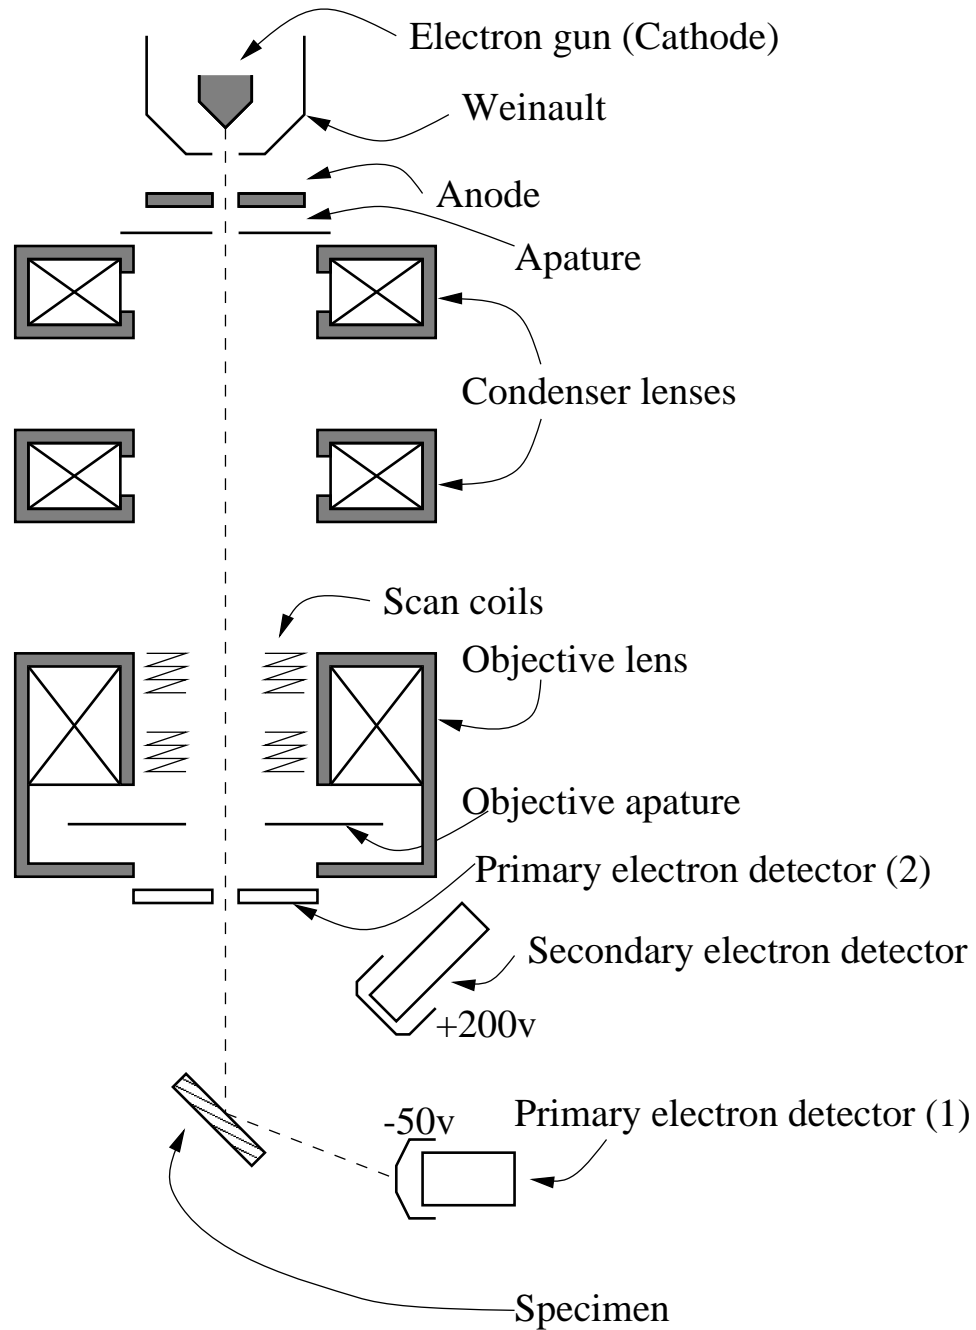 Electron gun (Cathode)
Weinault
Anode
Apature
Condenser lenses
Scan coils
Objective lens
Objective apature
Primary electron detector (2)
Secondary electron detector
+200v
-50v
Primary electron detector (1)
Specimen